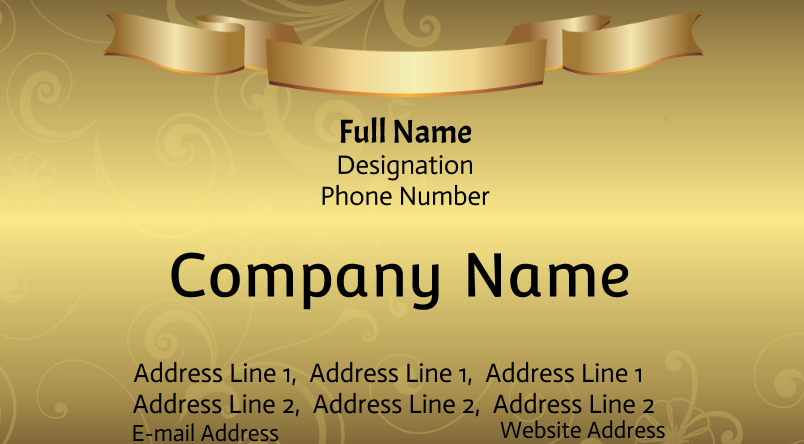 Full Name
Designation
Phone Number
Company Name
Address Line 1, Address Line 1, Address Line 1
Address Line 2, Address Line 2, Address Line 2
E-mail Address Website Address